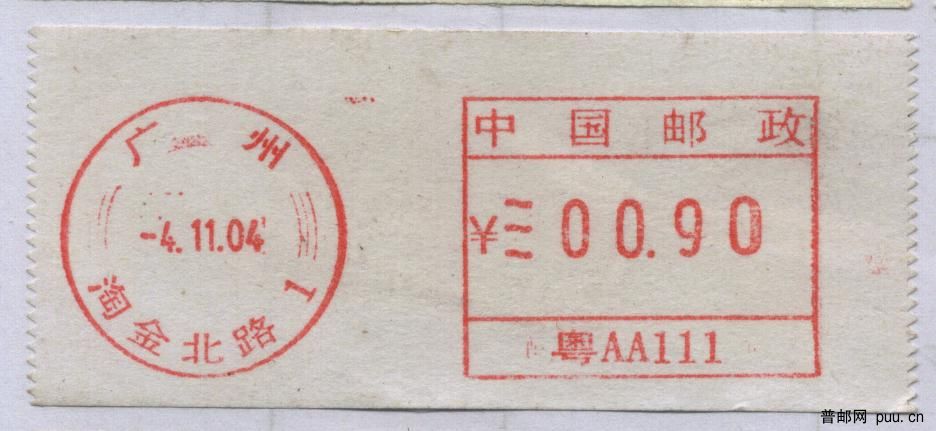 广州
-4.11.04
淘金北路 1
中国邮政
¥00.90
粤AA111
普邮网 puu.cn